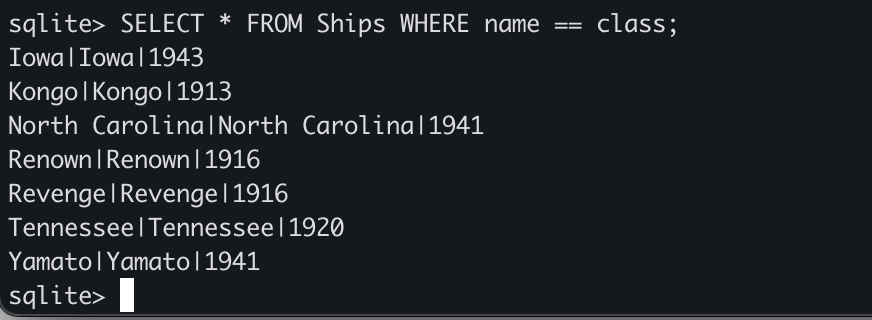 sqlite> SELECT * FROM Ships WHERE name == class;
Iowa|Iowa|1943
Kongo|Kongo|1913
North Carolina|North Carolina|1941
Renown|Renown|1916
Revenge|Revenge|1916
Tennessee|Tennessee|1920
Yamato|Yamato|1941
sqlite>